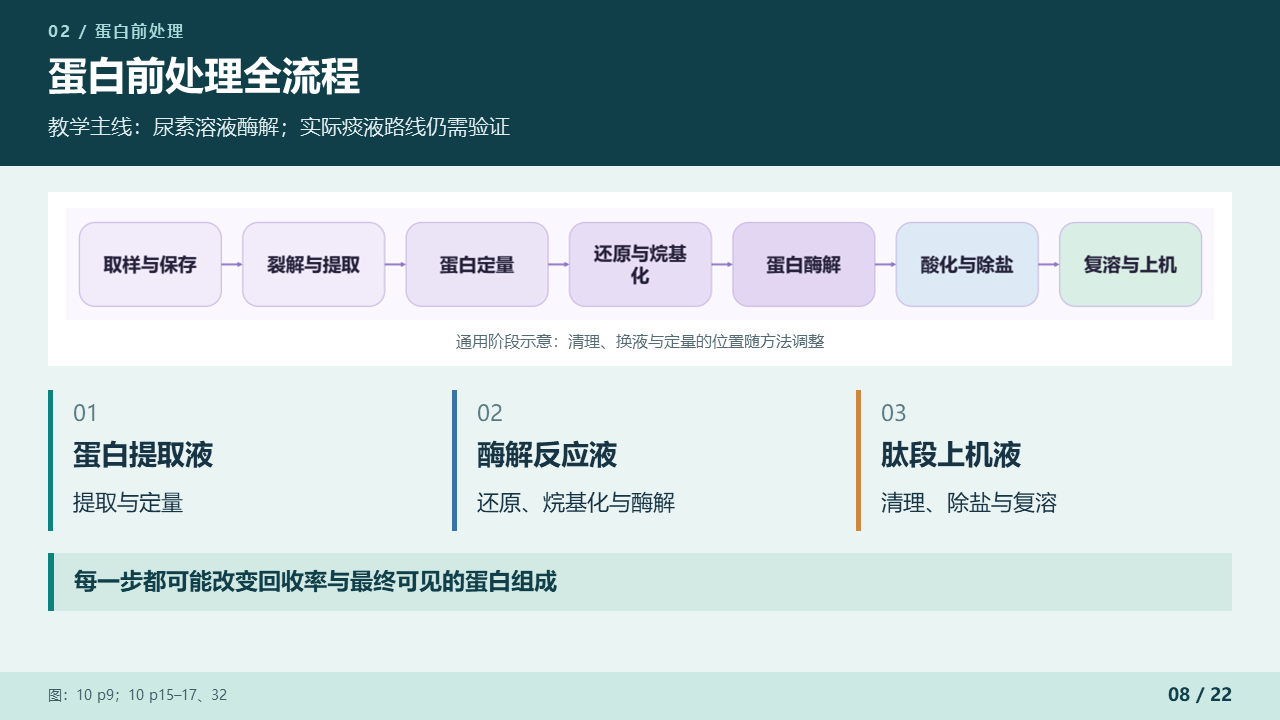 02 / 蛋白前处理
蛋白前处理全流程
教学主线：尿素溶液酶解；实际痰液路线仍需验证
取样与保存
裂解与提取
蛋白定量
还原与烷基
化
蛋白酶解
酸化与除盐
复溶与上机
通用阶段示意：清理、换液与定量的位置随方法调整
01
蛋白提取液
提取与定量
02
酶解反应液
还原、烷基化与酶解
03
肽段上机液
清理、除盐与复溶
每一步都可能改变回收率与最终可见的蛋白组成
图：10 p9；10 p15–17、32
08 / 22